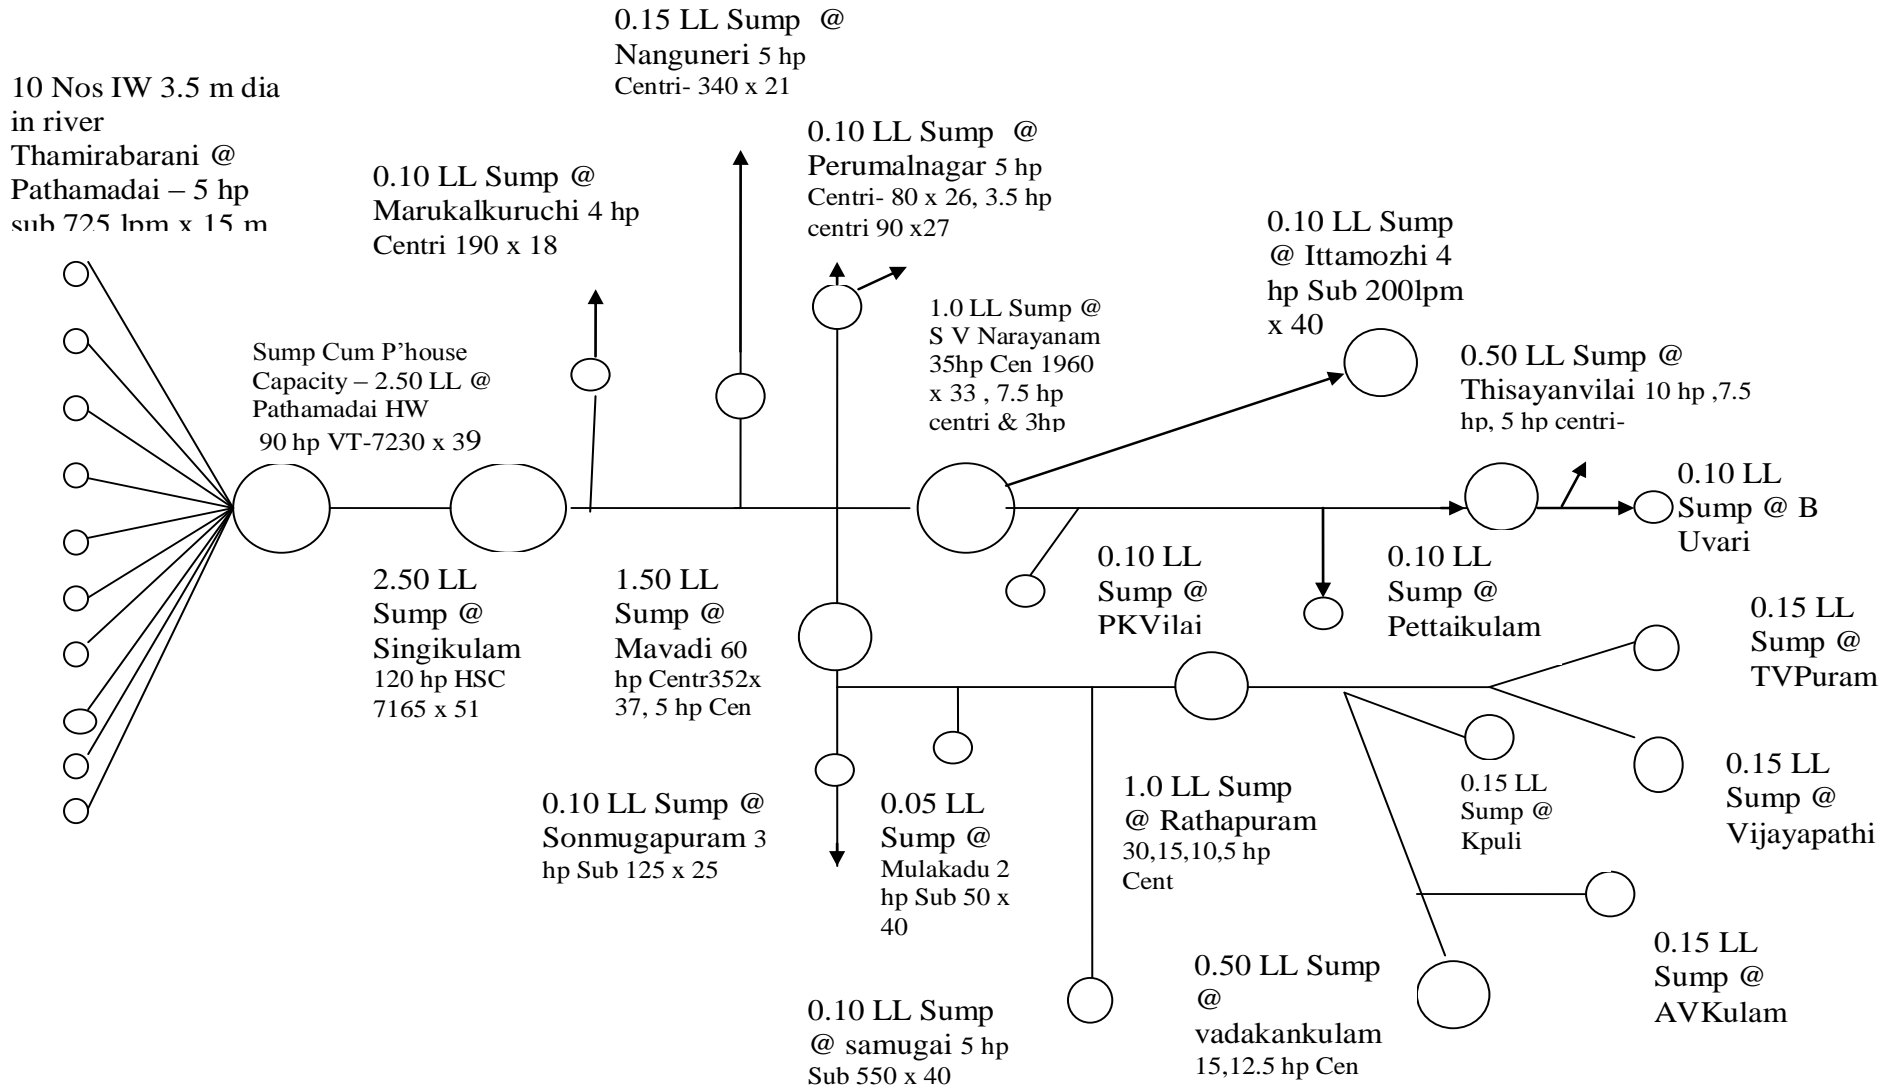 0.15 LL Sump @
Nanguneri 5 hp
Centri- 340 x 21
10 Nos IW 3.5 m dia
in river
Thamirabarani @
Pathamadai – 5 hp
sub 725 lpm x 15 m
0.10 LL Sump @
Marukalkuruchi 4 hp
Centri 190 x 18
0.10 LL Sump @
Perumalnagar 5 hp
Centri- 80 x 26, 3.5 hp
centri 90 x27
0.10 LL Sump
@ Ittamozhi 4
hp Sub 200lpm
x 40
Sump Cum P’house
Capacity – 2.50 LL @
Pathamadai HW
90 hp VT-7230 x 39
1.0 LL Sump @
S V Narayanam
35hp Cen 1960
x 33 , 7.5 hp
centri & 3hp
0.50 LL Sump @
Thisayanvilai 10 hp ,7.5
hp, 5 hp centri-
0.10 LL
Sump @ B
Uvari
2.50 LL
Sump @
Singikulam
120 hp HSC
7165 x 51
1.50 LL
Sump @
Mavadi 60
hp Centr352x
37, 5 hp Cen
0.10 LL
Sump @
PKVilai
0.10 LL
Sump @
Pettaikulam
0.15 LL
Sump @
TVPuram
0.10 LL Sump @
Sonmugapuram 3
hp Sub 125 x 25
0.05 LL
Sump @
Mulakadu 2
hp Sub 50 x
40
1.0 LL Sump
@ Rathapuram
30,15,10,5 hp
Cent
0.15 LL
Sump @
Kpuli
0.15 LL
Sump @
Vijayapathi
0.10 LL Sump
@ samugai 5 hp
Sub 550 x 40
0.50 LL Sump
@
vadakankulam
15,12.5 hp Cen
0.15 LL
Sump @
AVKulam